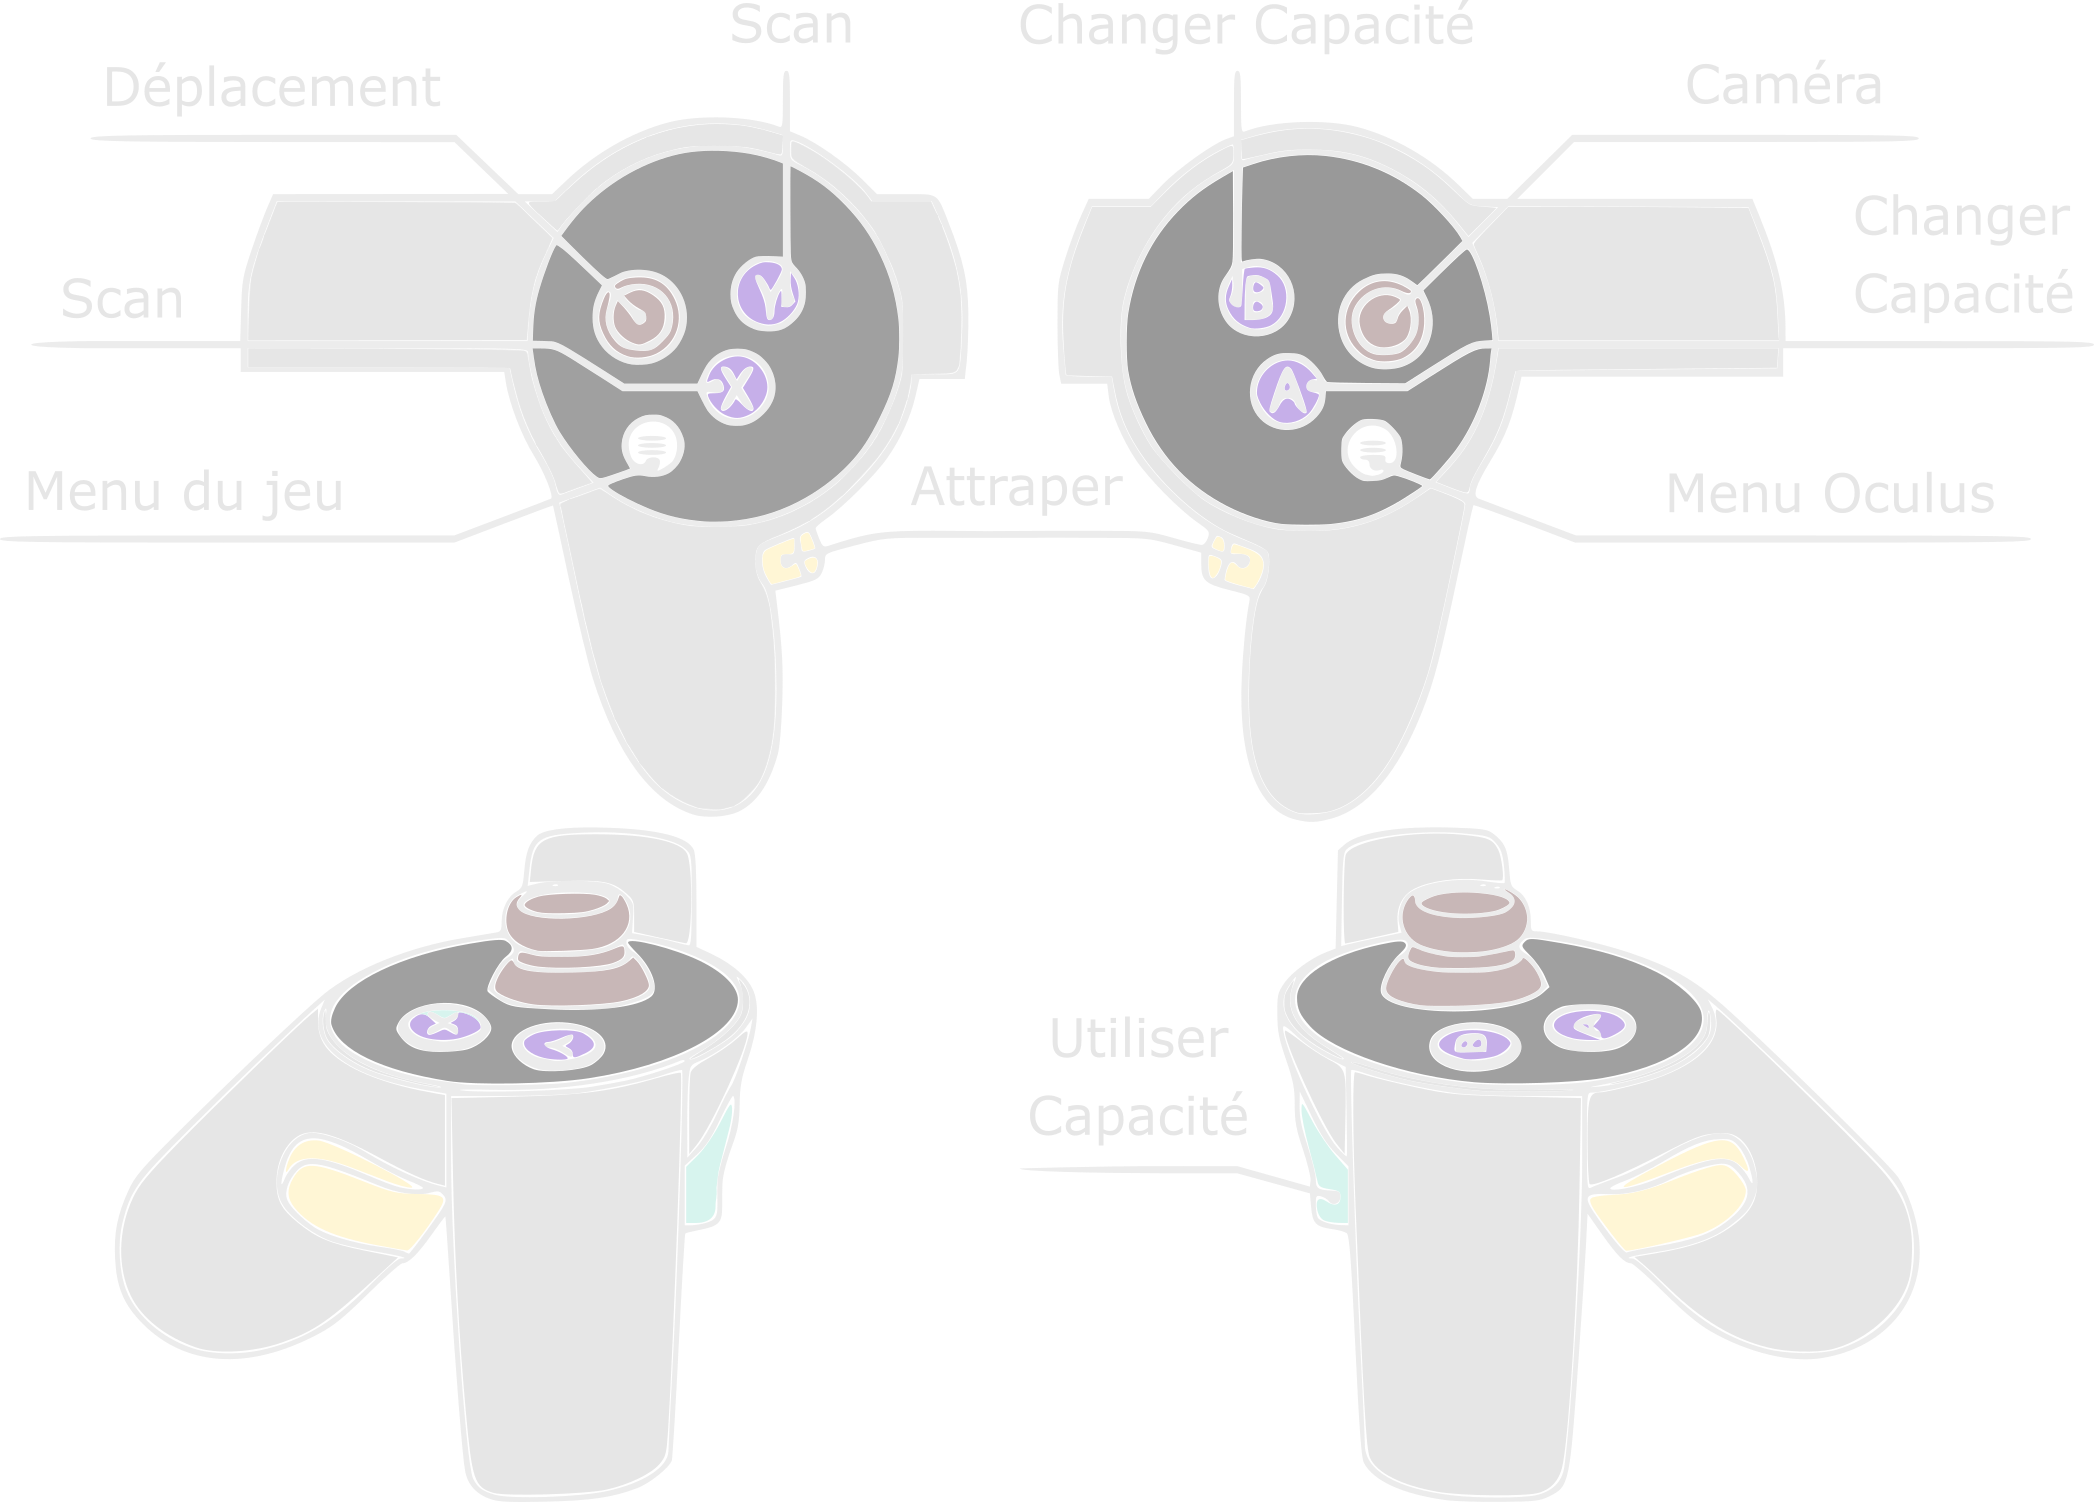 Scan
Changer Capacité
Déplacement
Caméra
Changer
Capacité
Scan
Y
B
X
A
Menu du jeu
Attraper
Menu Oculus
X
Y
B
A
Utiliser
Capacité